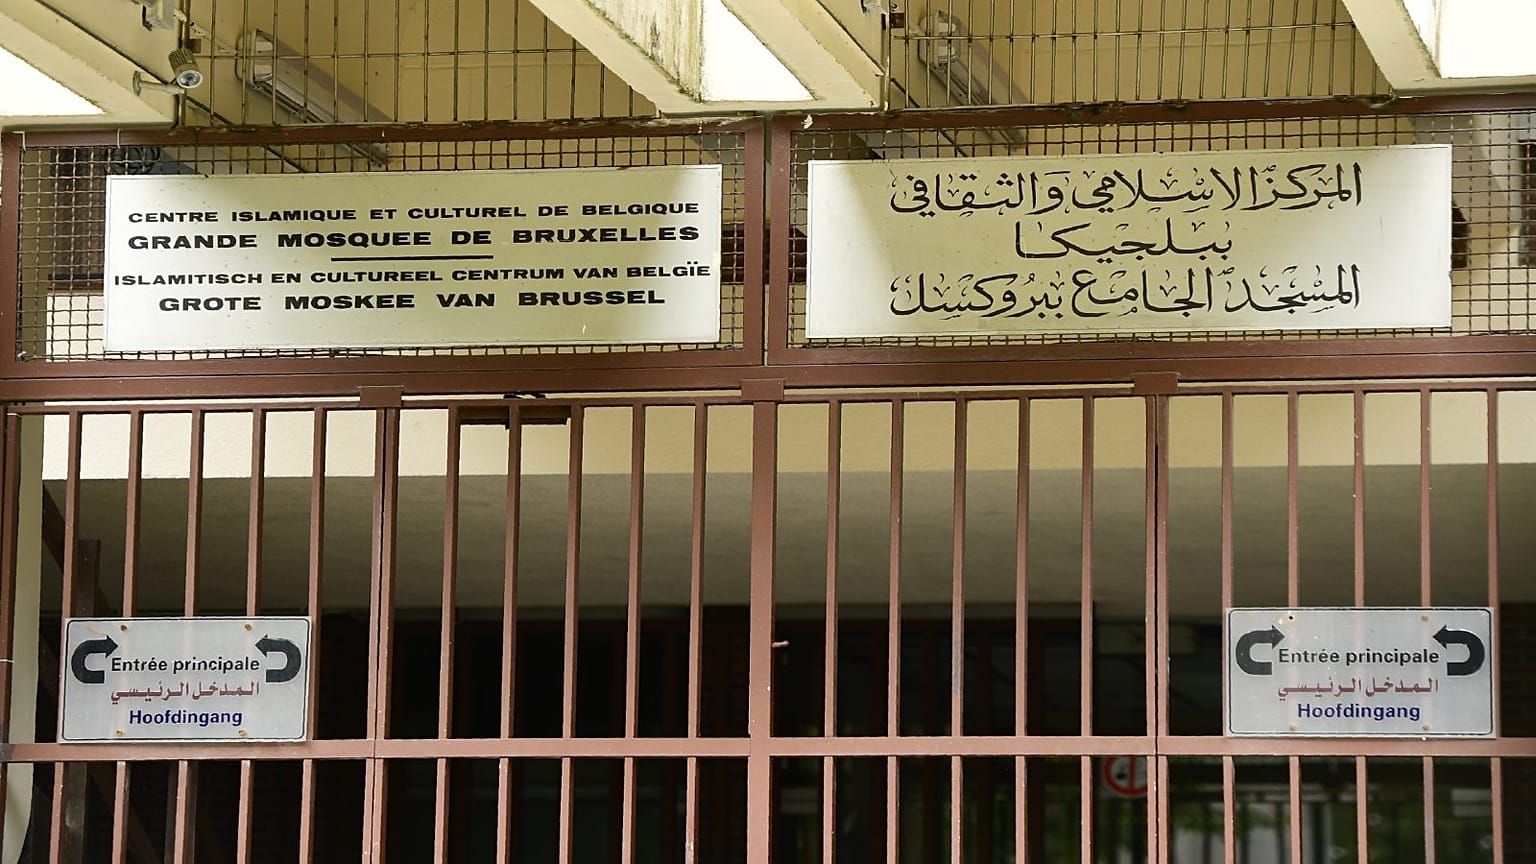 CENTRE ISLAMIQUE ET CULTUREL DE BELGIQUE
GRANDE MOSQUEE DE BRUXELLES
ISLAMITISCH EN CULTUREEL CENTRUM VAN BELGÏE
GROTE MOSKEE VAN BRUSSEL
المركز الإسلامي والثقافي
ببلجيكا
المسجد الجامع ببروكسل
Entrée principale
المدخل الرئيسي
Hoofdingang
Entrée principale
المدخل الرئيسي
Hoofdingang